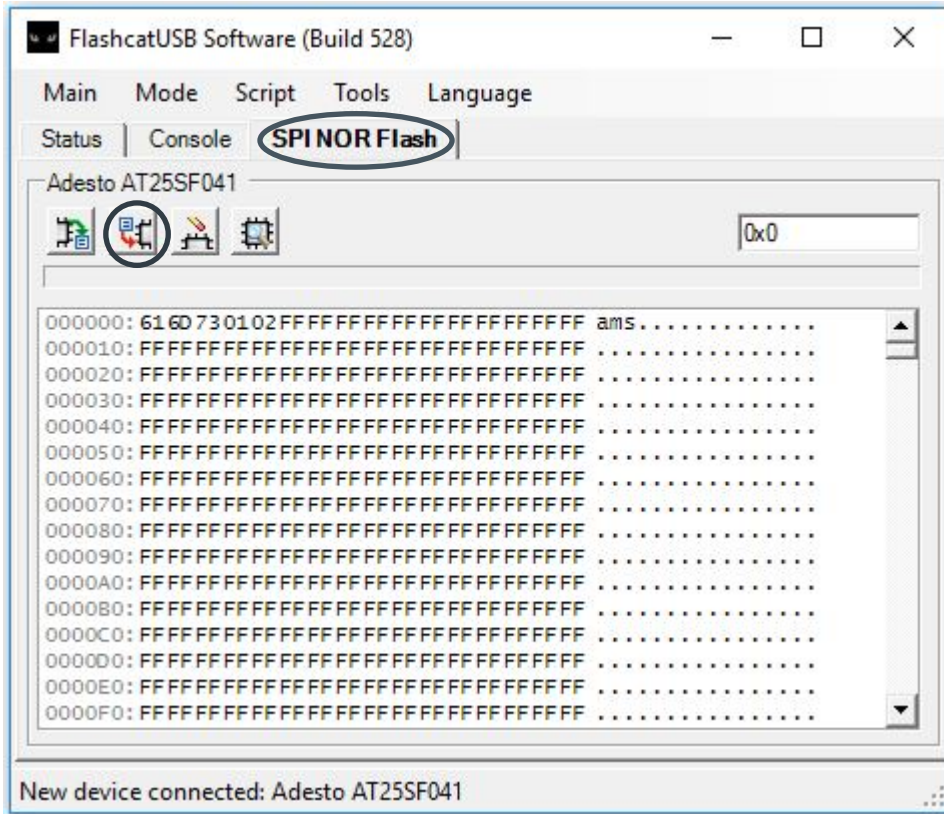 FlashcatUSB Software (Build 528)
Main Mode Script Tools Language
Status Console SPI NOR Flash
Adesto AT25SF041
0x0
000000: 616D730102FFFFFFFFFFFFFFFFFFFFFF ams.............
000010: FFFFFFFFFFFFFFFFFFFFFFFFFFFFFFFF ................
000020: FFFFFFFFFFFFFFFFFFFFFFFFFFFFFFFF ................
000030: FFFFFFFFFFFFFFFFFFFFFFFFFFFFFFFF ................
000040: FFFFFFFFFFFFFFFFFFFFFFFFFFFFFFFF ................
000050: FFFFFFFFFFFFFFFFFFFFFFFFFFFFFFFF ................
000060: FFFFFFFFFFFFFFFFFFFFFFFFFFFFFFFF ................
000070: FFFFFFFFFFFFFFFFFFFFFFFFFFFFFFFF ................
000080: FFFFFFFFFFFFFFFFFFFFFFFFFFFFFFFF ................
000090: FFFFFFFFFFFFFFFFFFFFFFFFFFFFFFFF ................
0000A0: FFFFFFFFFFFFFFFFFFFFFFFFFFFFFFFF ................
0000B0: FFFFFFFFFFFFFFFFFFFFFFFFFFFFFFFF ................
0000C0: FFFFFFFFFFFFFFFFFFFFFFFFFFFFFFFF ................
0000D0: FFFFFFFFFFFFFFFFFFFFFFFFFFFFFFFF ................
0000E0: FFFFFFFFFFFFFFFFFFFFFFFFFFFFFFFF ................
0000F0: FFFFFFFFFFFFFFFFFFFFFFFFFFFFFFFF ................
New device connected: Adesto AT25SF041